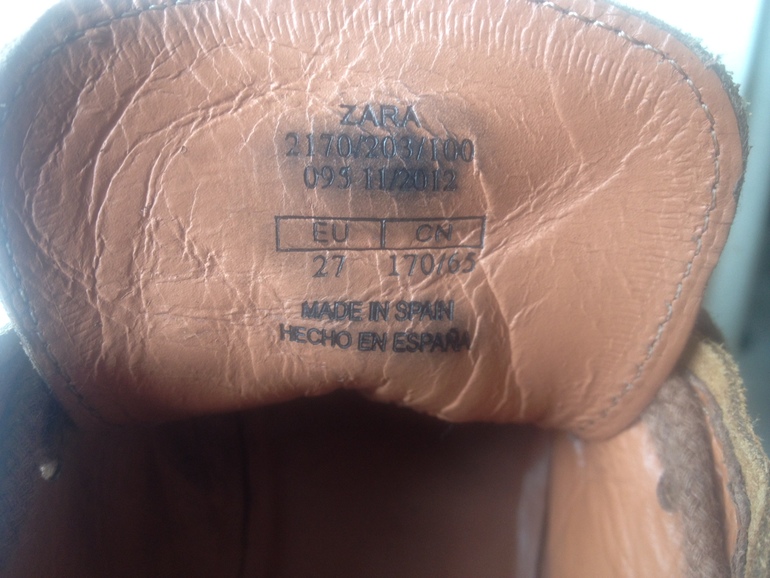 ZARA
2170/203/100
095 11/2012
EU CN
27 170/65
MADE IN SPAIN
HECHO EN ESPAÑA